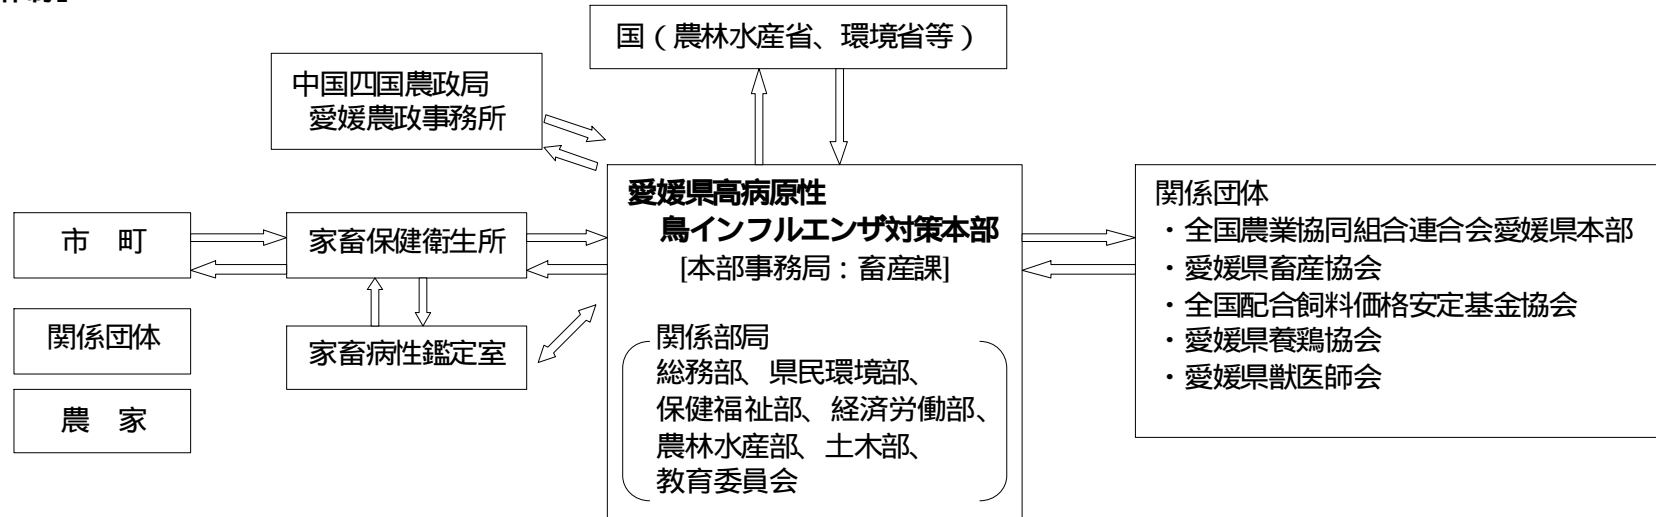 国（農林水産省、環境省等）
中国四国農政局
愛媛農政事務所
市　町
関係団体
農　家
家畜保健衛生所
家畜病性鑑定室
愛媛県高病原性
鳥インフルエンザ対策本部
[本部事務局：畜産課]
関係部局
総務部、県民環境部、
保健福祉部、経済労働部、
農林水産部、土木部、
教育委員会
関係団体
・全国農業協同組合連合会愛媛県本部
・愛媛県畜産協会
・全国配合飼料価格安定基金協会
・愛媛県養鶏協会
・愛媛県獣医師会